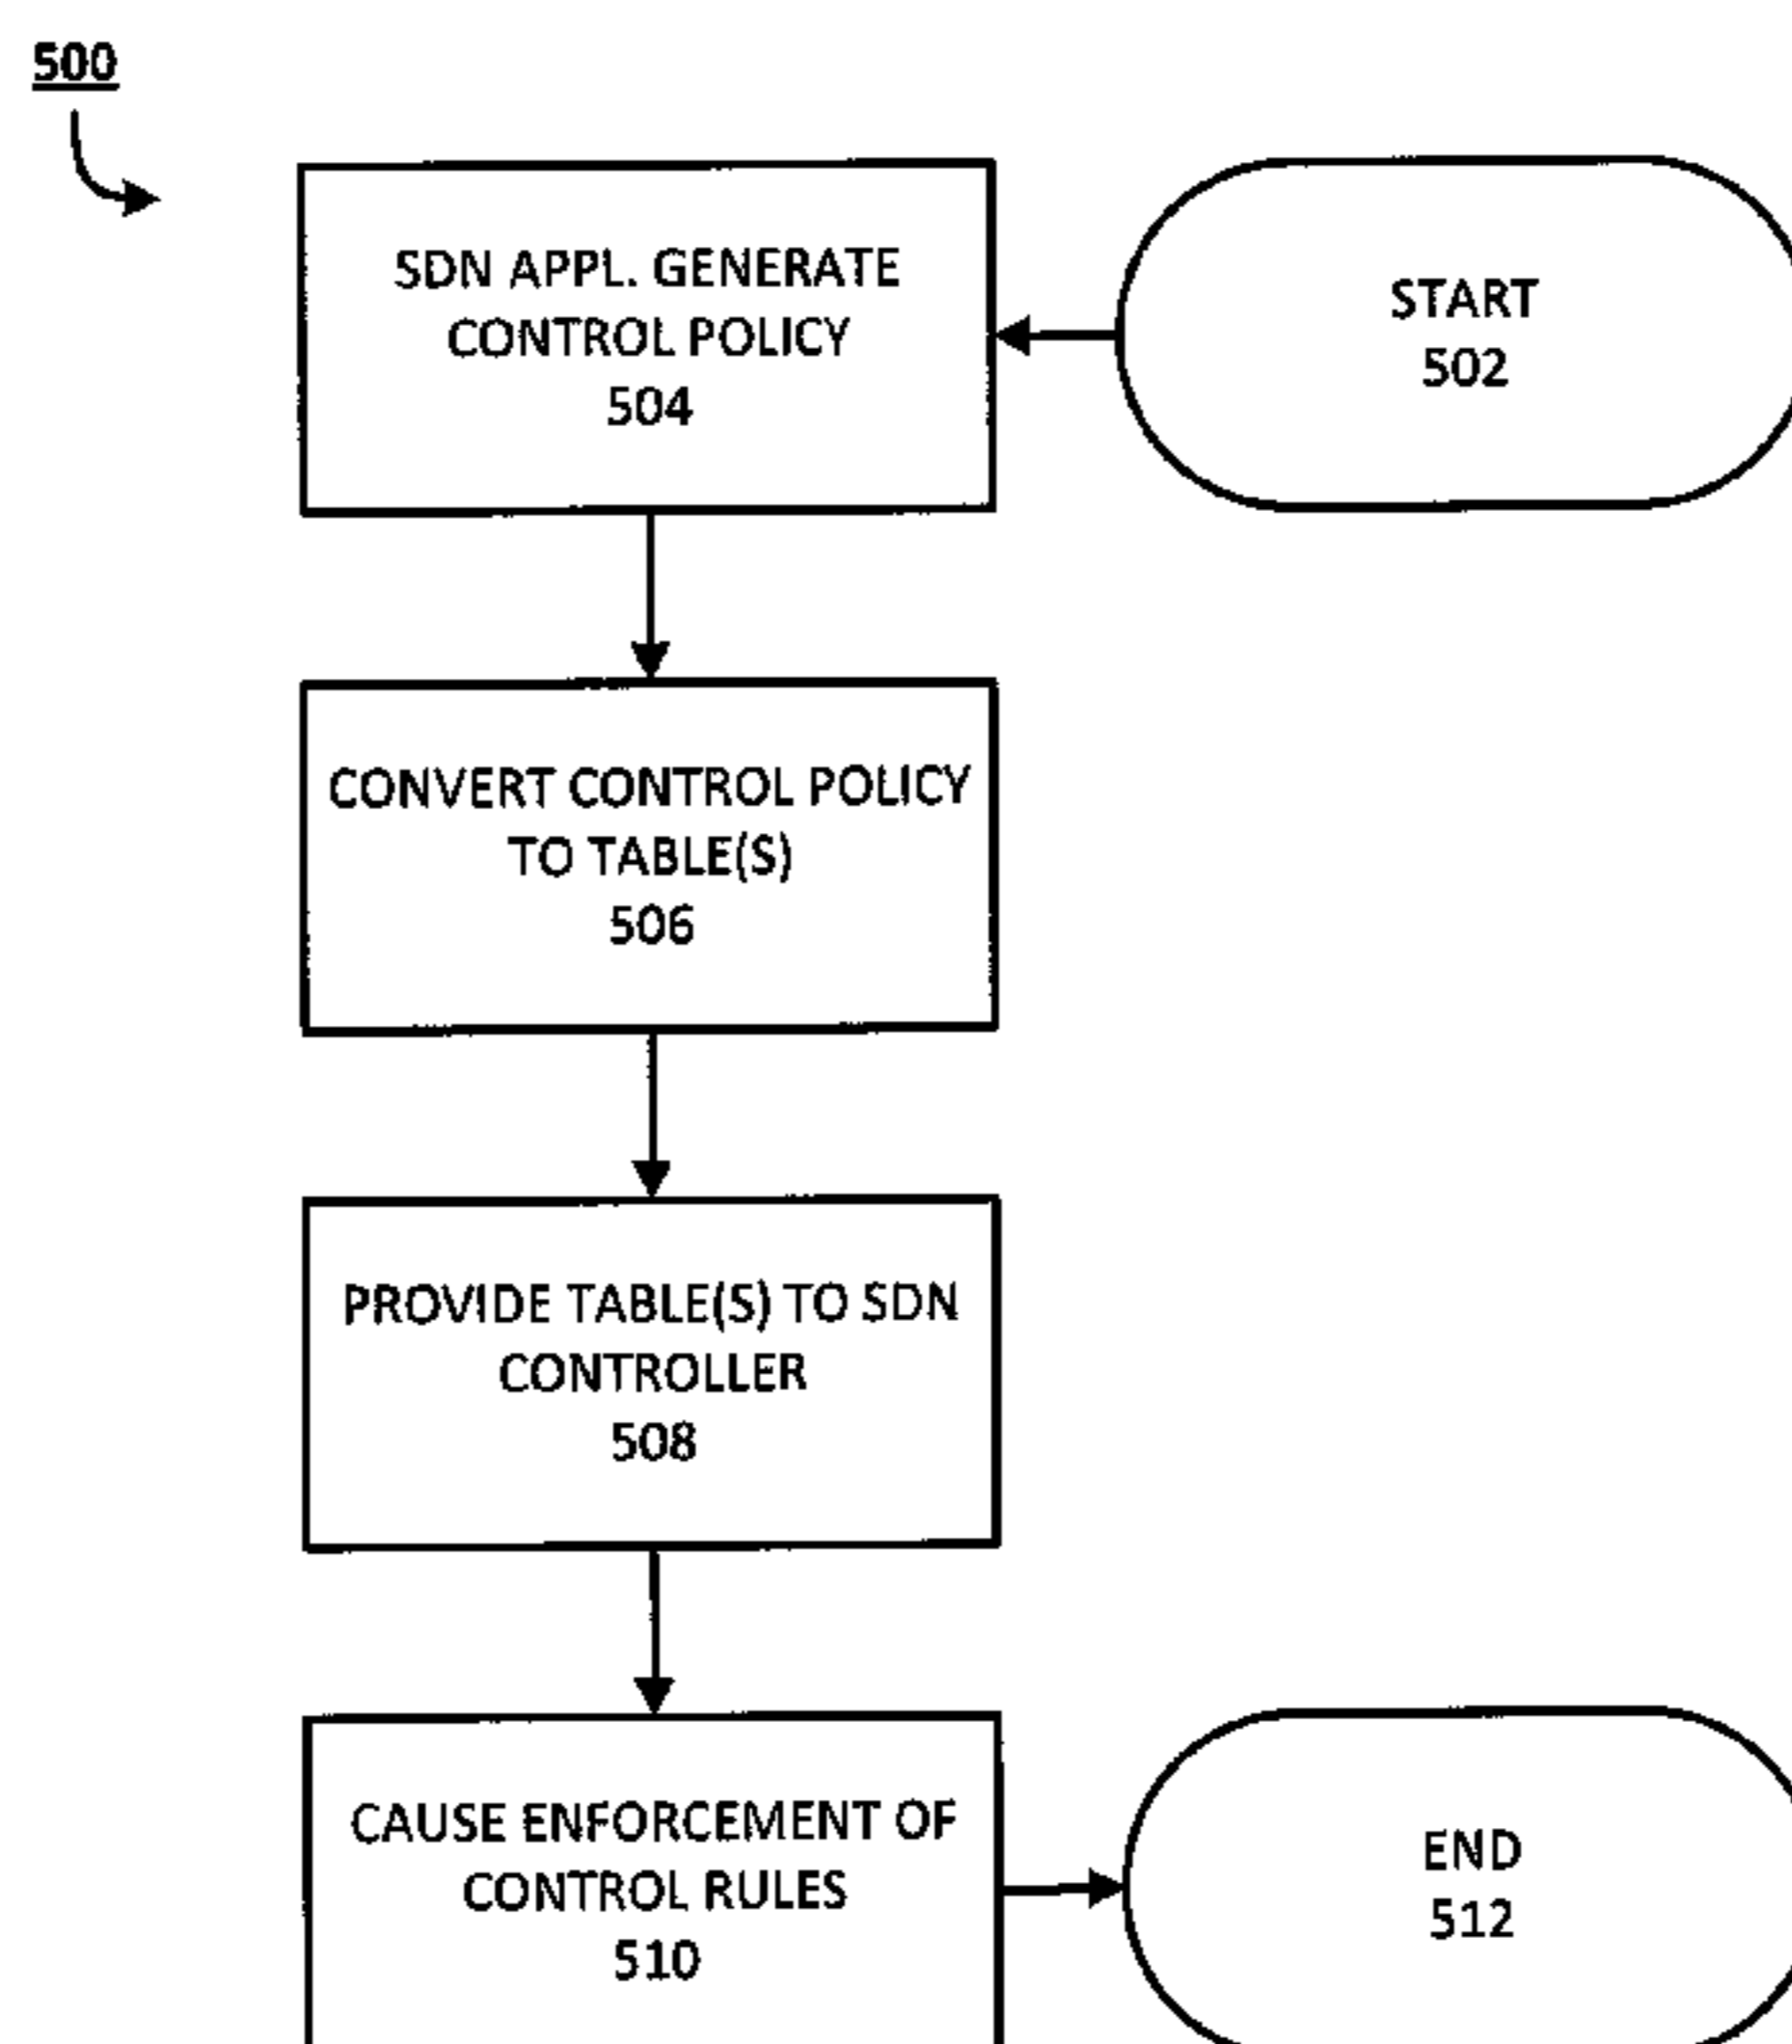 500
SDN APPL. GENERATE
CONTROL POLICY
504
START
502
CONVERT CONTROL POLICY
TO TABLE(S)
506
PROVIDE TABLE(S) TO SDN
CONTROLLER
508
CAUSE ENFORCEMENT OF
CONTROL RULES
510
END
512